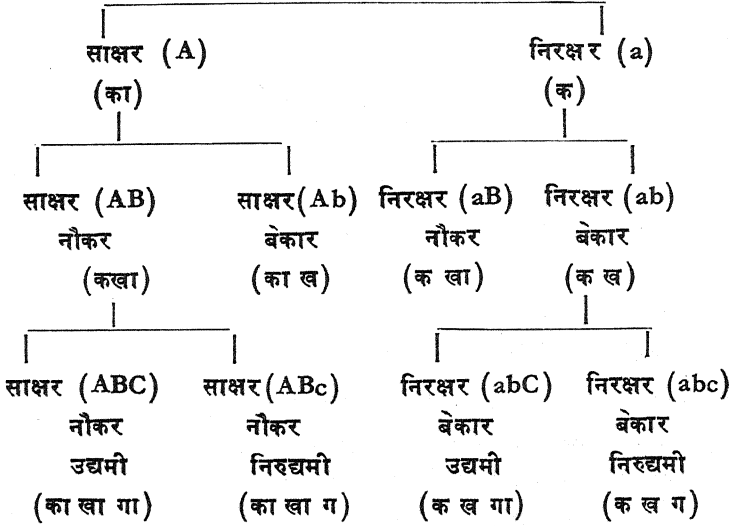 साक्षर (A) निरक्षर (a)
(का) (क)
साक्षर (AB) साक्षर(Ab) निरक्षर (aB) निरक्षर (ab)
नौकर बेकार नौकर बेकार
(कखा) (का ख) (क खा) (क ख)
साक्षर (ABC) साक्षर(ABc) निरक्षर (abC) निरक्षर (abc)
नौकर नौकर बेकार बेकार
उद्यमी निरुद्यमी उद्यमी निरुद्यमी
(का खा गा) (का खा ग) (क ख गा) (क ख ग)